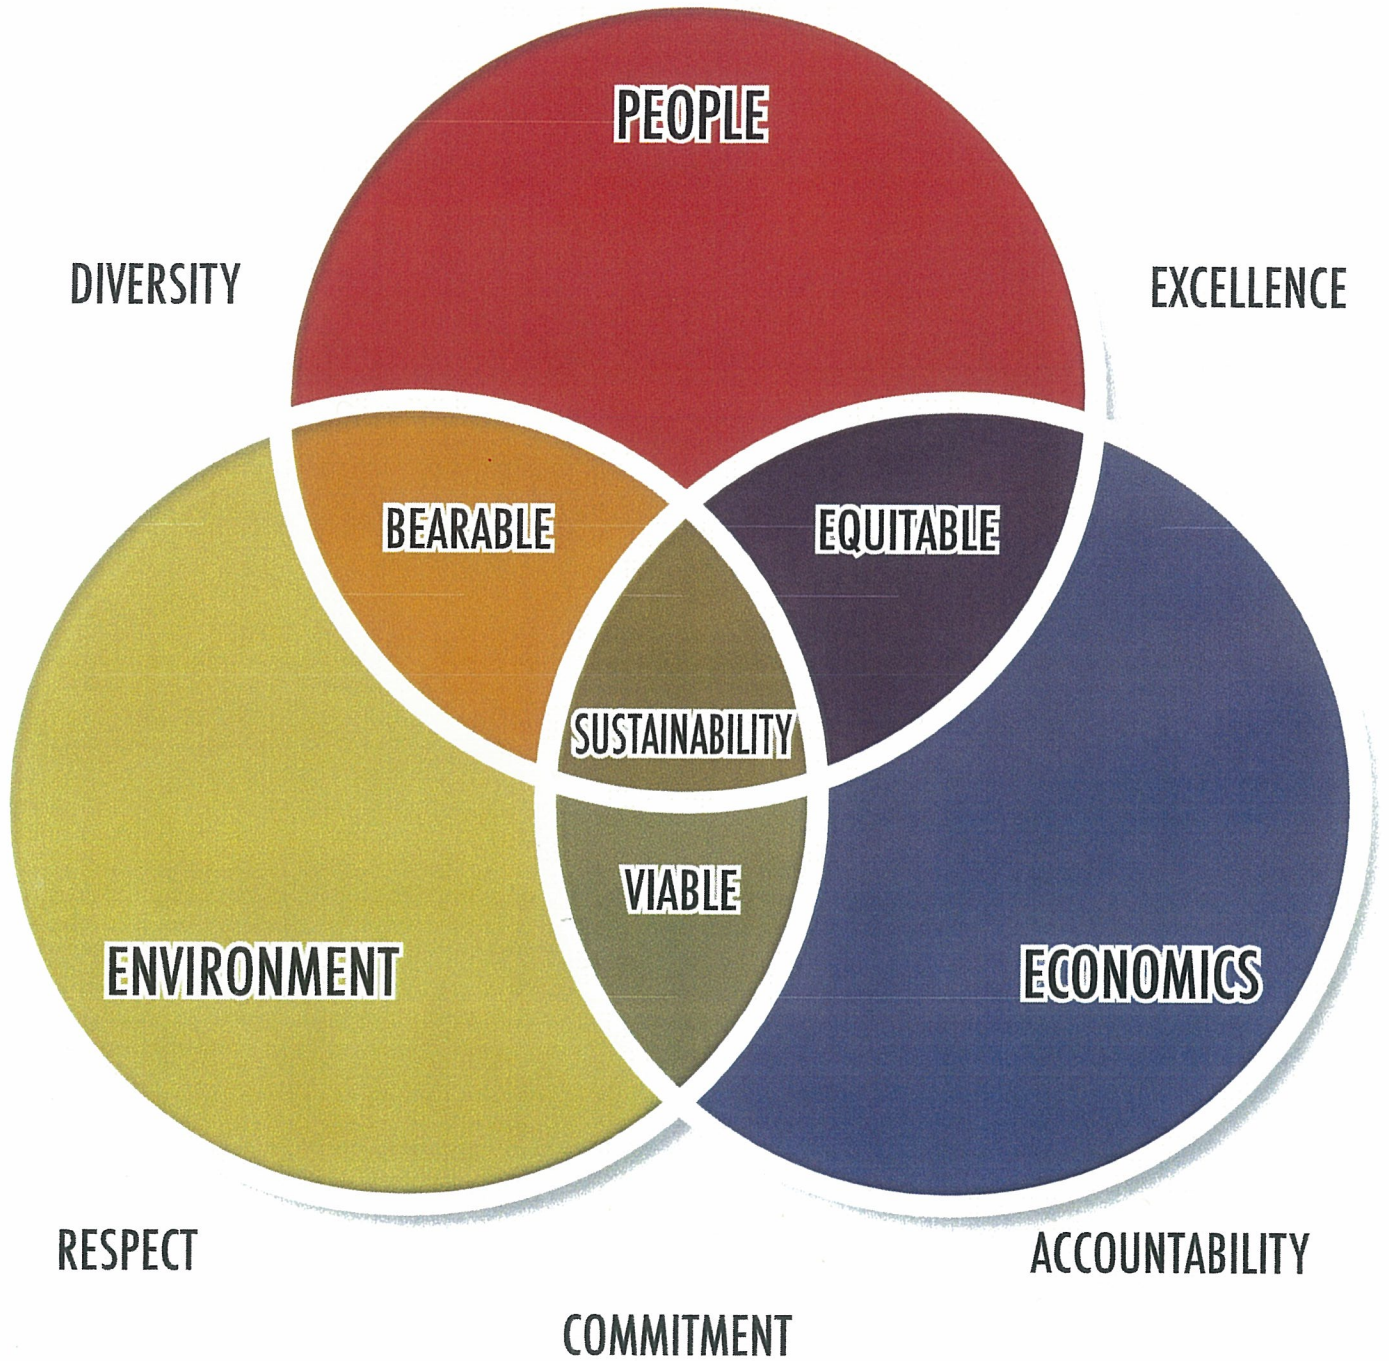 PEOPLE
DIVERSITY
EXCELLENCE
BEARABLE
EQUITABLE
SUSTAINABILITY
VIABLE
ENVIRONMENT
ECONOMICS
RESPECT
ACCOUNTABILITY
COMMITMENT